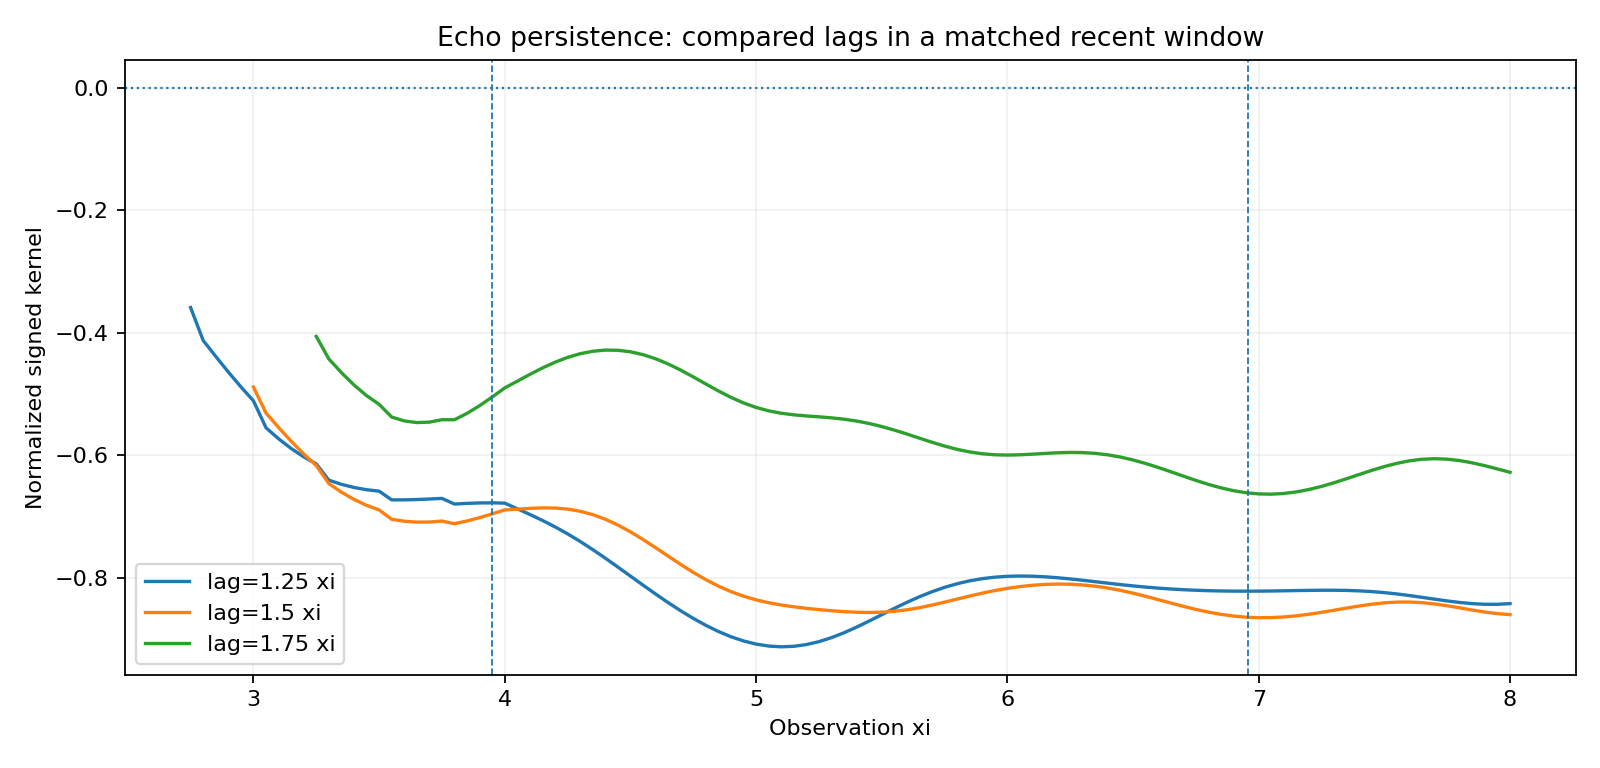 Echo persistence: compared lags in a matched recent window
Normalized signed kernel
0.0
−0.2
−0.4
−0.6
−0.8
lag=1.25 xi
lag=1.5 xi
lag=1.75 xi
3
4
5
6
7
8
Observation xi